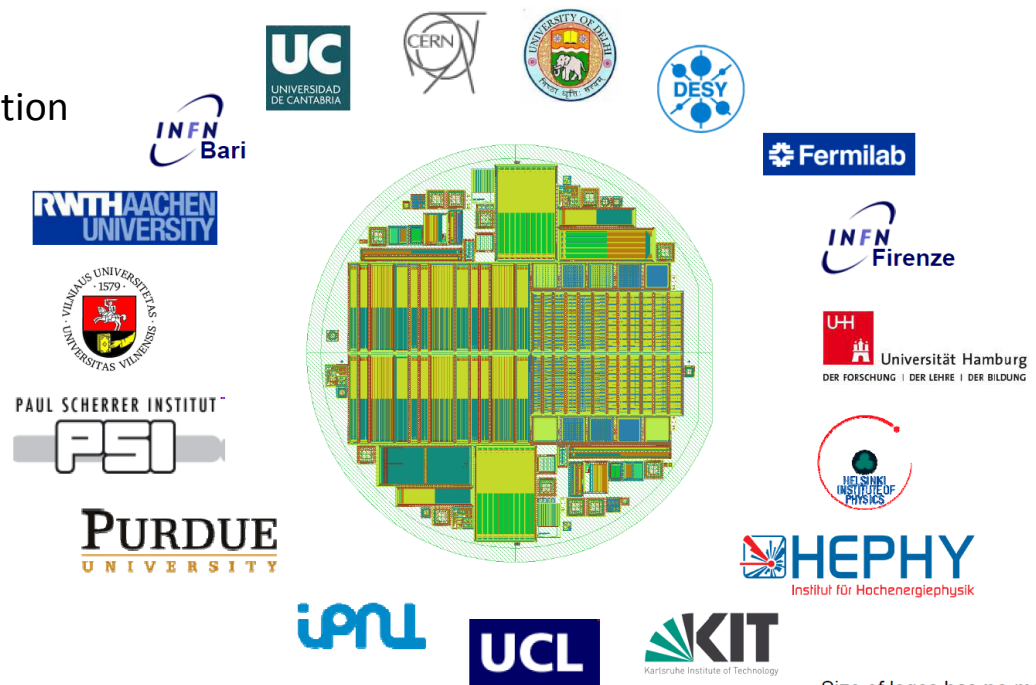 UC
UNIVERSIDAD
DE CANTABRIA
CERN
UNIVERSITY OF DELHI
DESY
tion
INFN
Bari
Fermilab
RWTHAACHEN
UNIVERSITY
INFN
Firenze
VILNIAUS UNIVERSITETAS
· 1579 ·
UNIVERSITAS VILNENSIS
UHH
Universität Hamburg
DER FORSCHUNG | DER LEHRE | DER BILDUNG
PAUL SCHERRER INSTITUT
PSI
HELSINKI
INSTITUTE OF
PHYSICS
PURDUE
UNIVERSITY
HEPHY
Institut für Hochenergiephysik
ipnl
UCL
KIT
Karlsruhe Institute of Technology